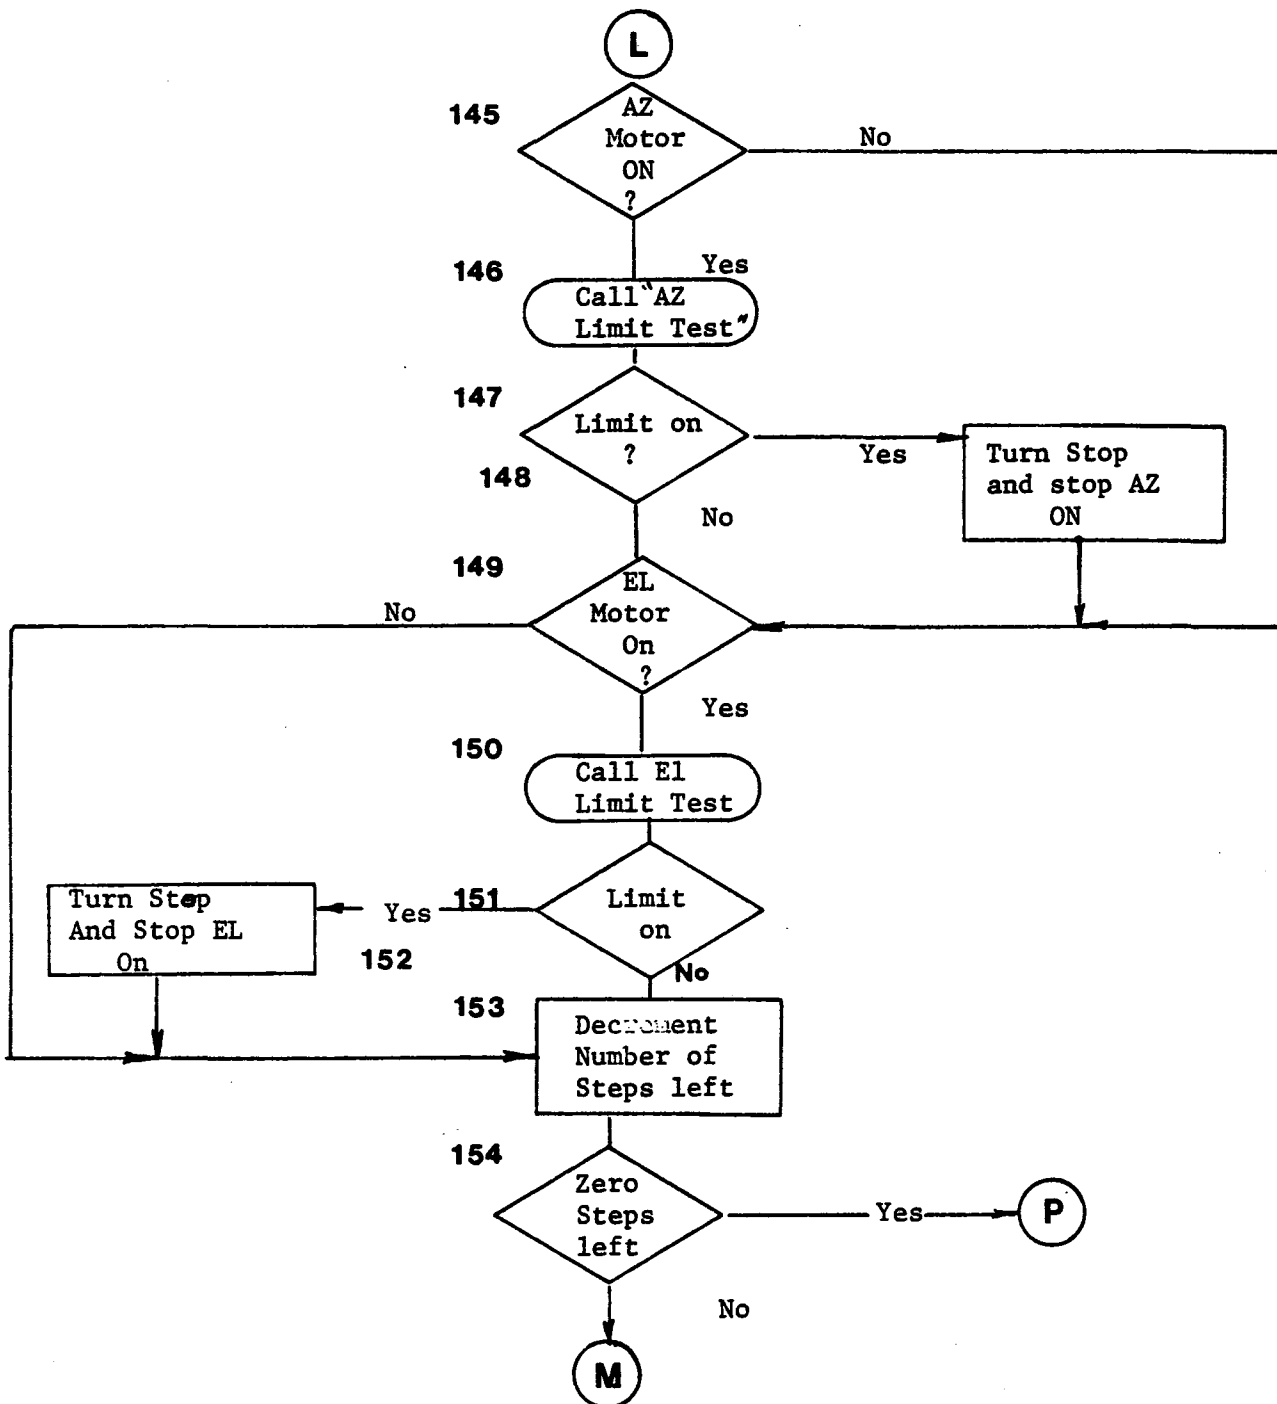 L
145
AZ
Motor
ON
?
No
146
Yes
Call "AZ
Limit Test"
147
Limit on
?
Yes
Turn Stop
and stop AZ
ON
148
No
149
EL
Motor
On
?
No
Yes
150
Call El
Limit Test
151
Limit
on
Yes
152
Turn Stop
And Stop EL
On
No
153
Decrement
Number of
Steps left
154
Zero
Steps
left
Yes
P
No
M